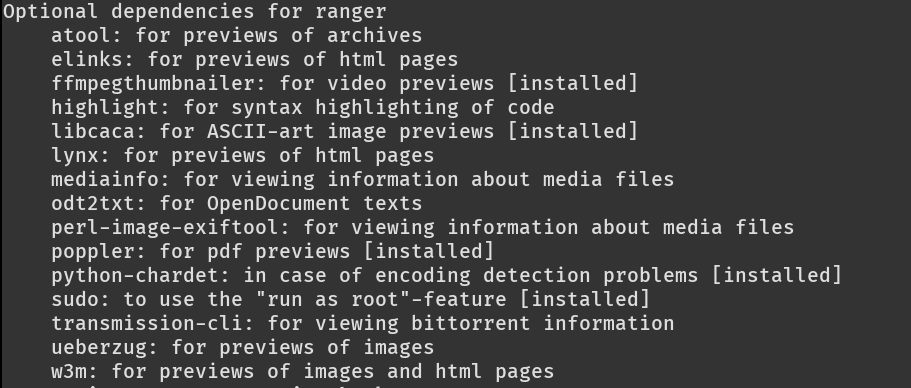 Optional dependencies for ranger
atool: for previews of archives
elinks: for previews of html pages
ffmpegthumbnailer: for video previews [installed]
highlight: for syntax highlighting of code
libcaca: for ASCII-art image previews [installed]
lynx: for previews of html pages
mediainfo: for viewing information about media files
odt2txt: for OpenDocument texts
perl-image-exiftool: for viewing information about media files
poppler: for pdf previews [installed]
python-chardet: in case of encoding detection problems [installed]
sudo: to use the "run as root"-feature [installed]
transmission-cli: for viewing bittorrent information
ueberzug: for previews of images
w3m: for previews of images and html pages